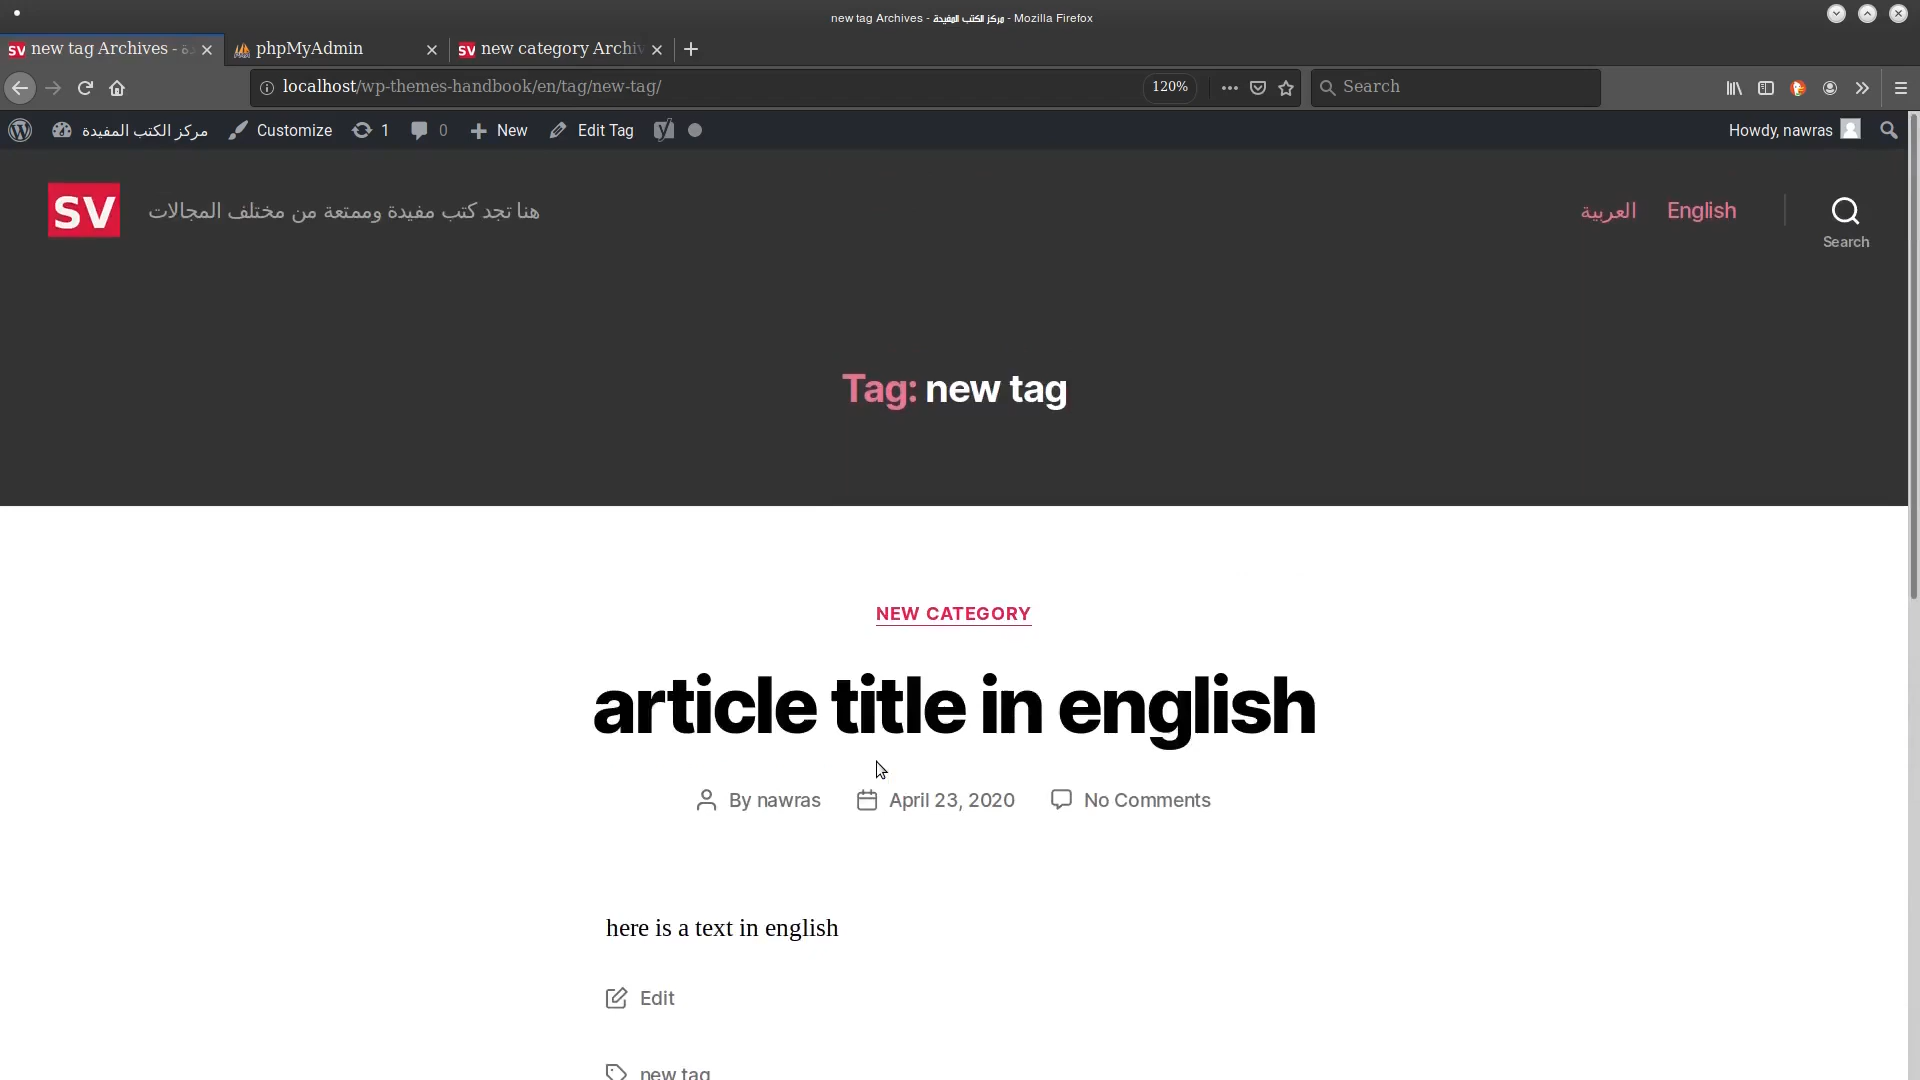 new tag Archives - مركز الكتب المفيدة - Mozilla Firefox
SV new tag Archives - دة
phpMyAdmin
SV new category Archiv
localhost/wp-themes-handbook/en/tag/new-tag/
120%
Search
مركز الكتب المفيدة
Customize
1
0
New
Edit Tag
Howdy, nawras
SV
هنا تجد كتب مفيدة وممتعة من مختلف المجالات
العربية
English
Search
Tag: new tag
NEW CATEGORY
article title in english
By nawras
April 23, 2020
No Comments
here is a text in english
Edit
new tag